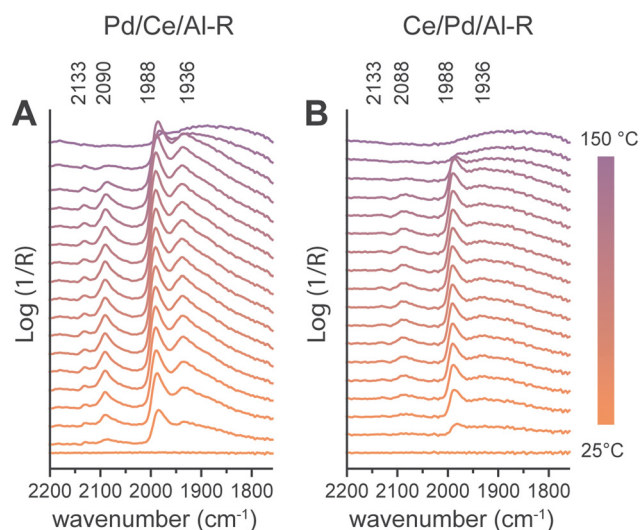 Pd/Ce/Al-R
2133
2090
1988
1936
A
Log (1/R)
2200 2100 2000 1900 1800
wavenumber (cm-1)
Ce/Pd/Al-R
2133
2088
1988
1936
B
Log (1/R)
2200 2100 2000 1900 1800
wavenumber (cm-1)
150 °C
25°C